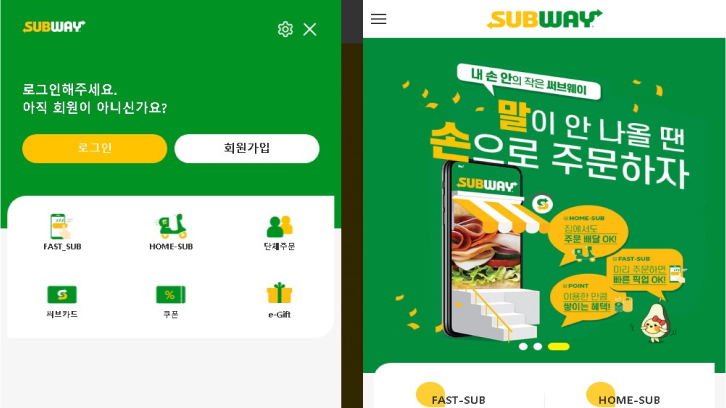 SUBWAY
로그인해주세요.
아직 회원이 아니신가요?
로그인
회원가입
FAST_SUB
HOME-SUB
단체주문
써브카드
쿠폰
e-Gift
SUBWAY
내 손 안의 작은 써브웨이
말이 안 나올 땐
손으로 주문하자
SUBWAY
HOME-SUB
집에서도
주문 배달 OK!
FAST-SUB
미리 주문하면
빠른 픽업 OK!
POINT
이용한 만큼
쌓이는 혜택!
FAST-SUB
HOME-SUB